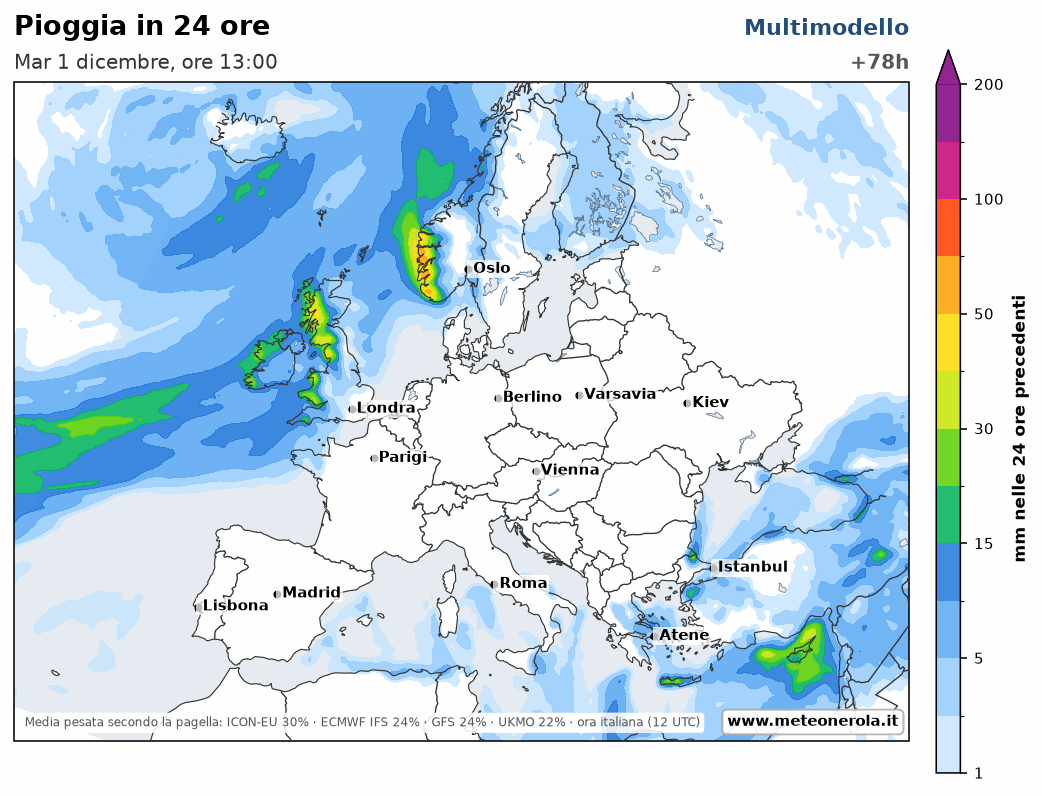 Pioggia in 24 ore
Multimodello
Mar 1 dicembre, ore 13:00
+78h
200
100
50
30
15
5
1
mm nelle 24 ore precedenti
Oslo
Berlino
Varsavia
Kiev
Londra
Parigi
Vienna
Istanbul
Roma
Madrid
Lisbona
Atene
Media pesata secondo la pagella: ICON-EU 30% · ECMWF IFS 24% · GFS 24% · UKMO 22% · ora italiana (12 UTC)
www.meteonerola.it